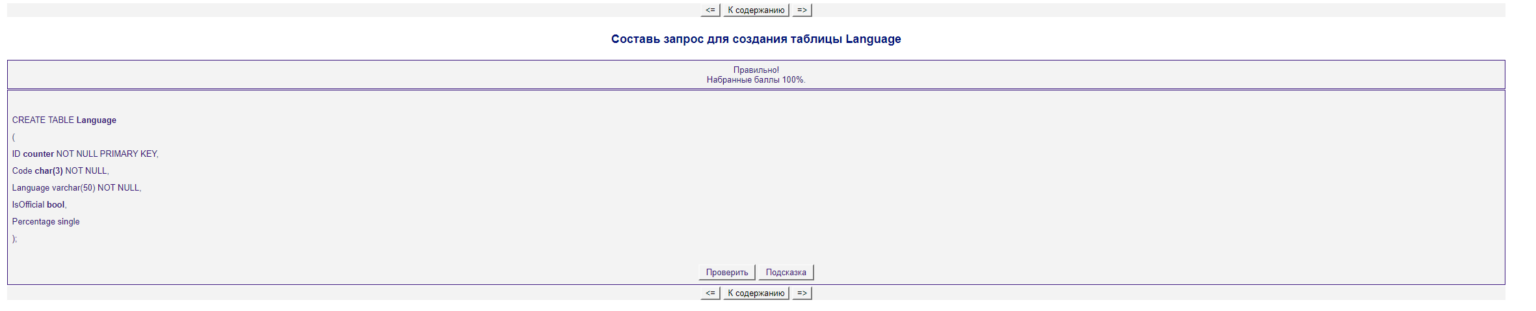 <= К содержанию =>
Составь запрос для создания таблицы Language
Правильно!
Набранные баллы 100%.
CREATE TABLE Language
(
ID counter NOT NULL PRIMARY KEY,
Code char(3) NOT NULL,
Language varchar(50) NOT NULL,
IsOfficial bool,
Percentage single
);
Проверить Подсказка
<= К содержанию =>